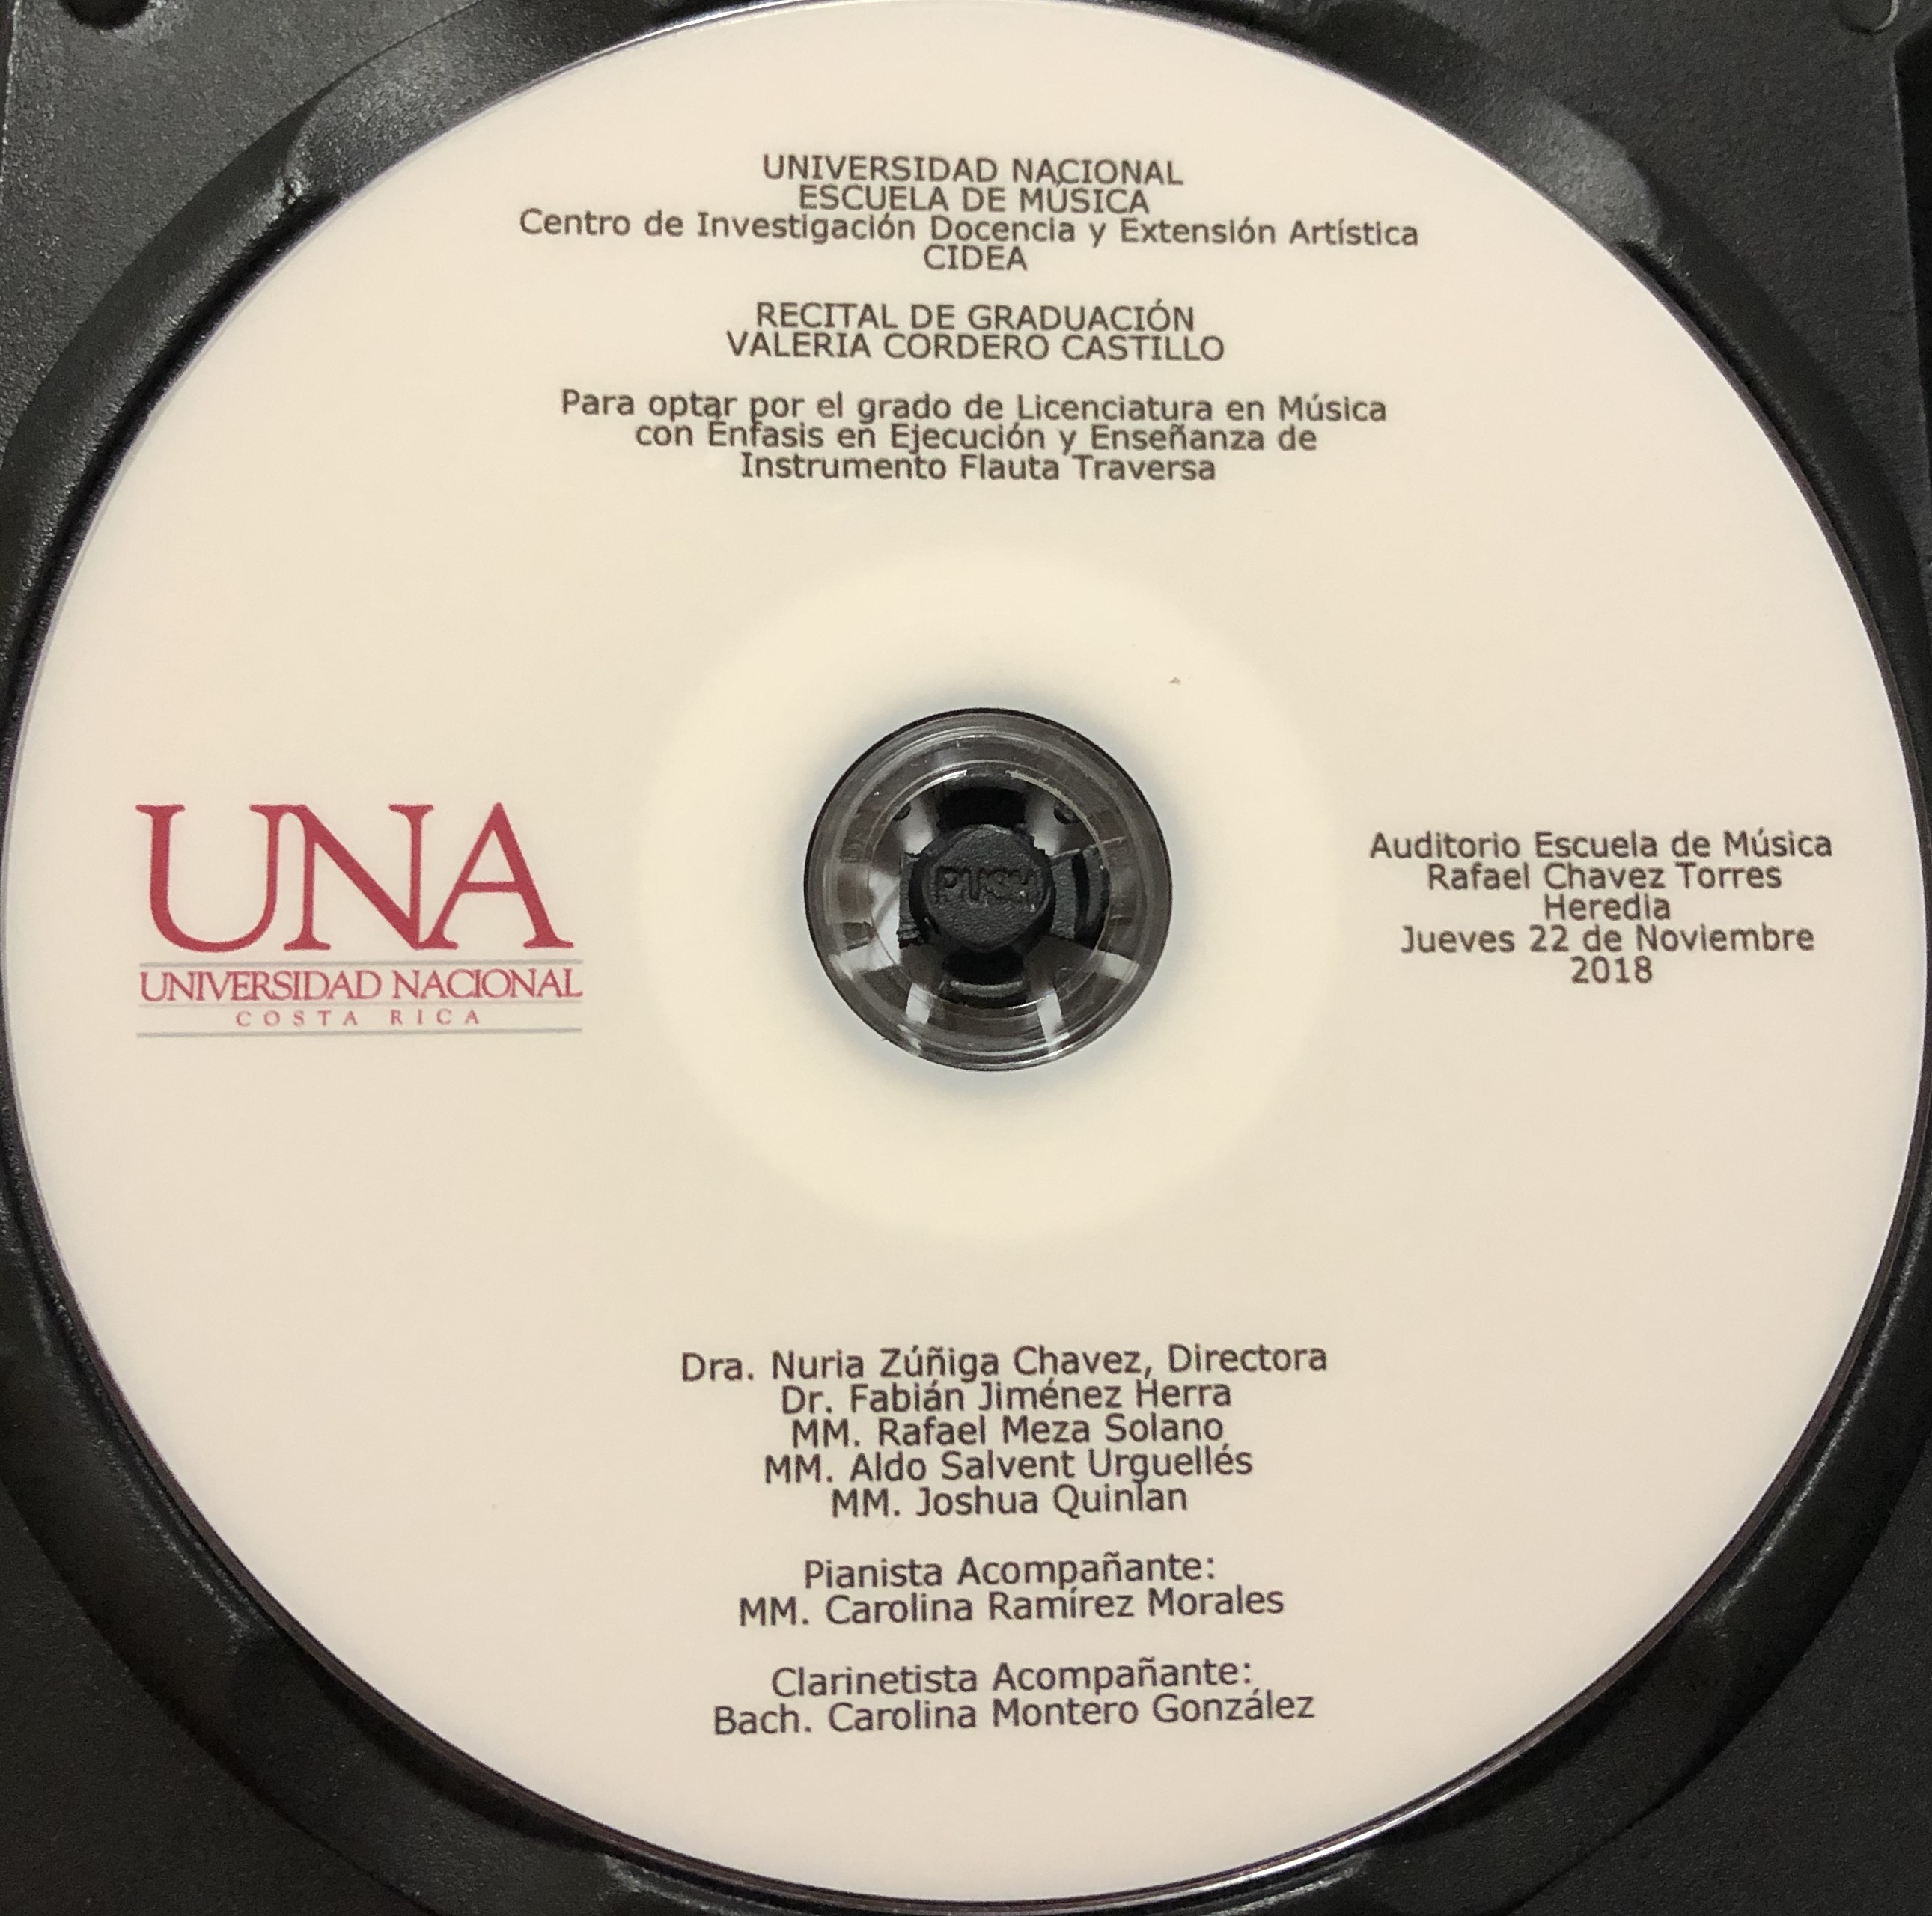 UNIVERSIDAD NACIONAL
ESCUELA DE MÚSICA
Centro de Investigación Docencia y Extensión Artística
CIDEA
RECITAL DE GRADUACIÓN
VALERIA CORDERO CASTILLO
Para optar por el grado de Licenciatura en Música
con Énfasis en Ejecución y Enseñanza de
Instrumento Flauta Traversa
UNA
UNIVERSIDAD NACIONAL
COSTA RICA
PUSH
Auditorio Escuela de Música
Rafael Chavez Torres
Heredia
Jueves 22 de Noviembre
2018
Dra. Nuria Zúñiga Chavez, Directora
Dr. Fabián Jiménez Herra
MM. Rafael Meza Solano
MM. Aldo Salvent Urguellés
MM. Joshua Quinlan
Pianista Acompañante:
MM. Carolina Ramírez Morales
Clarinetista Acompañante:
Bach. Carolina Montero González